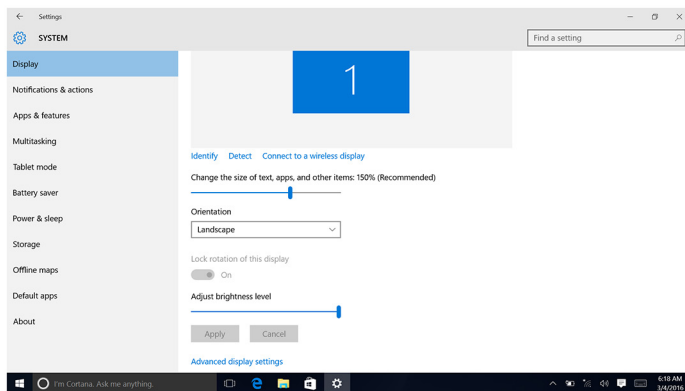 Settings
SYSTEM
Find a setting
Display
Notifications & actions
Apps & features
Multitasking
Tablet mode
Battery saver
Power & sleep
Storage
Offline maps
Default apps
About
1
Identify Detect Connect to a wireless display
Change the size of text, apps, and other items: 150% (Recommended)
Orientation
Landscape
Lock rotation of this display
On
Adjust brightness level
Apply Cancel
Advanced display settings
I'm Cortana. Ask me anything.
6:18 AM
3/4/2016